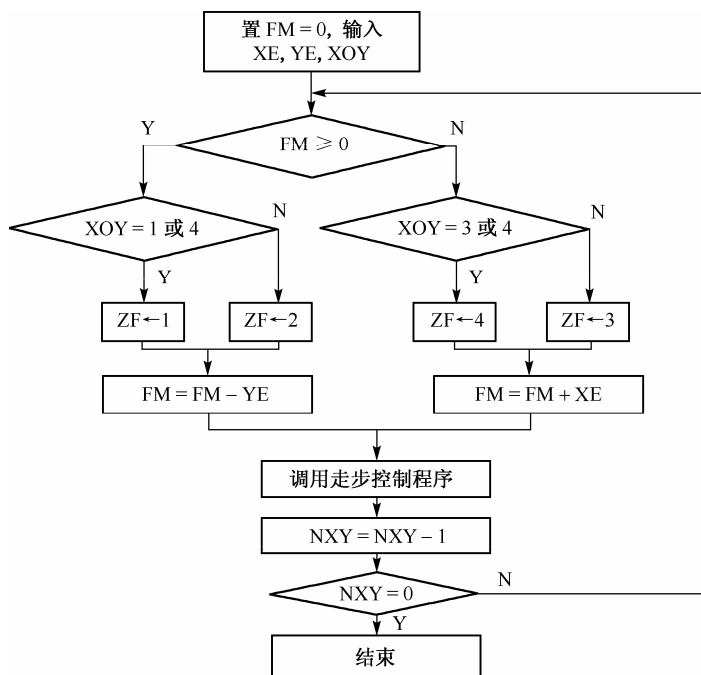 置 FM = 0, 输入
XE, YE, XOY
FM ⩾ 0
Y
N
XOY = 1 或 4
N
Y
XOY = 3 或 4
N
Y
ZF←1
ZF←2
ZF←4
ZF←3
FM = FM − YE
FM = FM + XE
调用走步控制程序
NXY = NXY − 1
NXY = 0
N
Y
结束